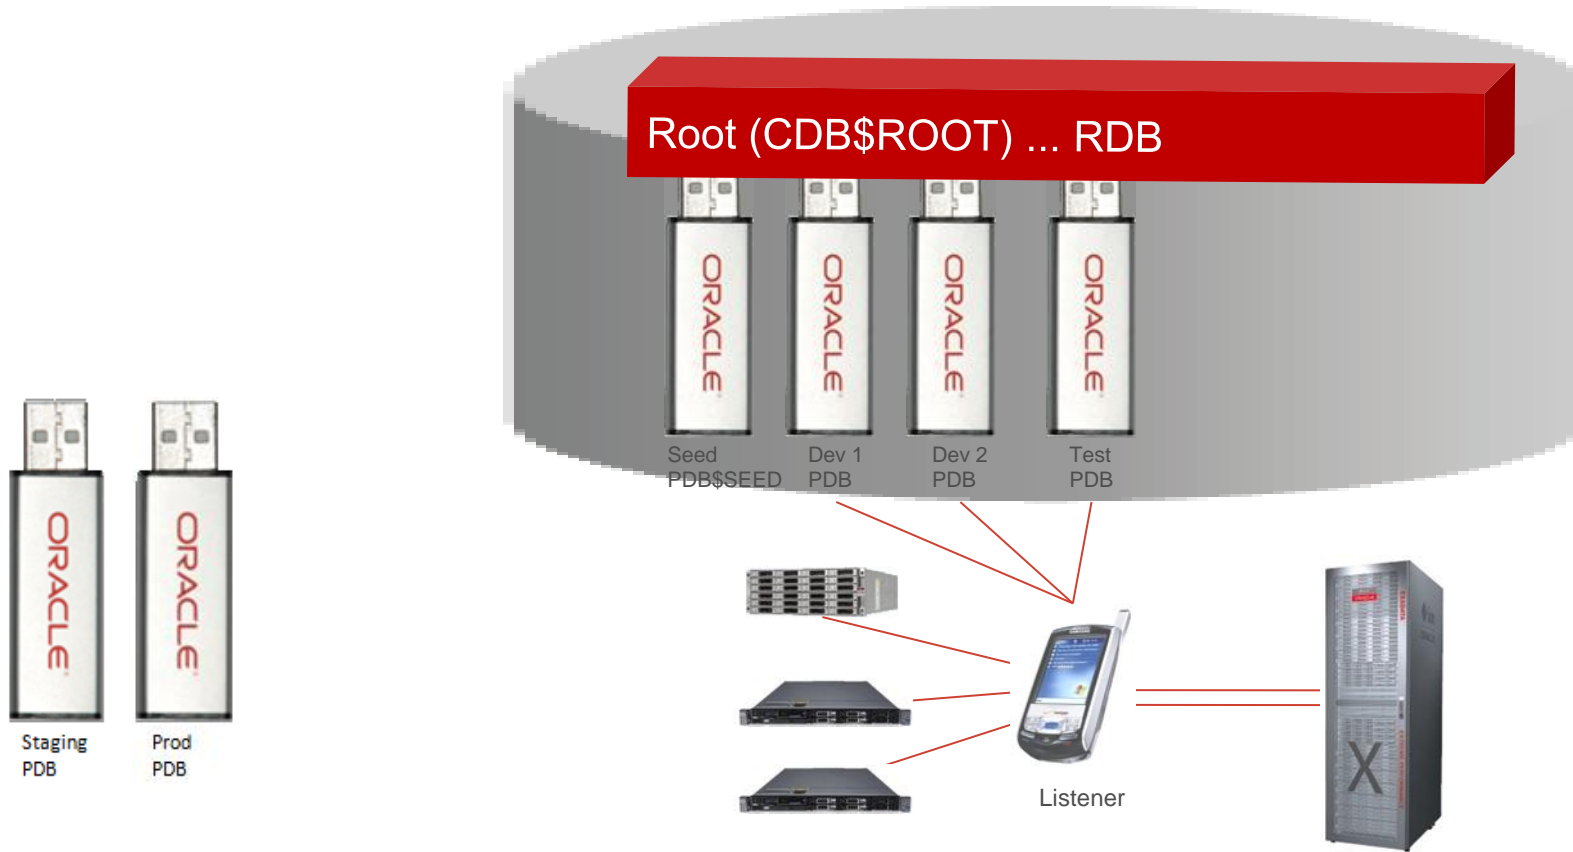 Root (CDB$ROOT) ... RDB
ORACLE
ORACLE
ORACLE
ORACLE
Seed
PDB$SEED
Dev 1
PDB
Dev 2
PDB
Test
PDB
ORACLE
ORACLE
Staging
PDB
Prod
PDB
Listener
X